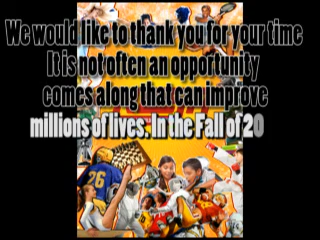 We would like to thank you for your time
It is not often an opportunity
comes along that can improve
millions of lives. In the Fall of 20
26